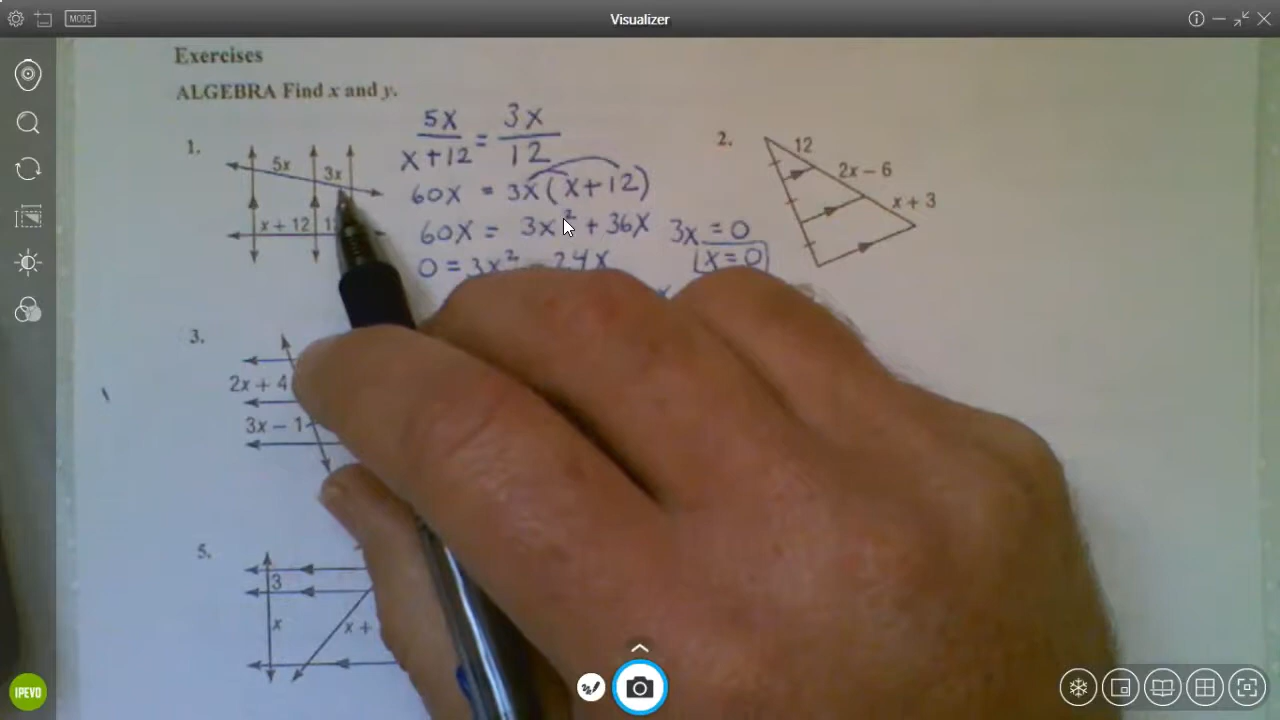 MODE
Visualizer
Exercises
ALGEBRA Find x and y.
1.
5x
3x
x + 12
5X / X+12 = 3X / 12
60X = 3X(X+12)
60X = 3X² + 36X
0 = 3X² - 24X
3X = 0
X = 0
2.
12
2x – 6
x + 3
3.
2x + 4
3x – 1
5.
3
x
x +
IPEVO